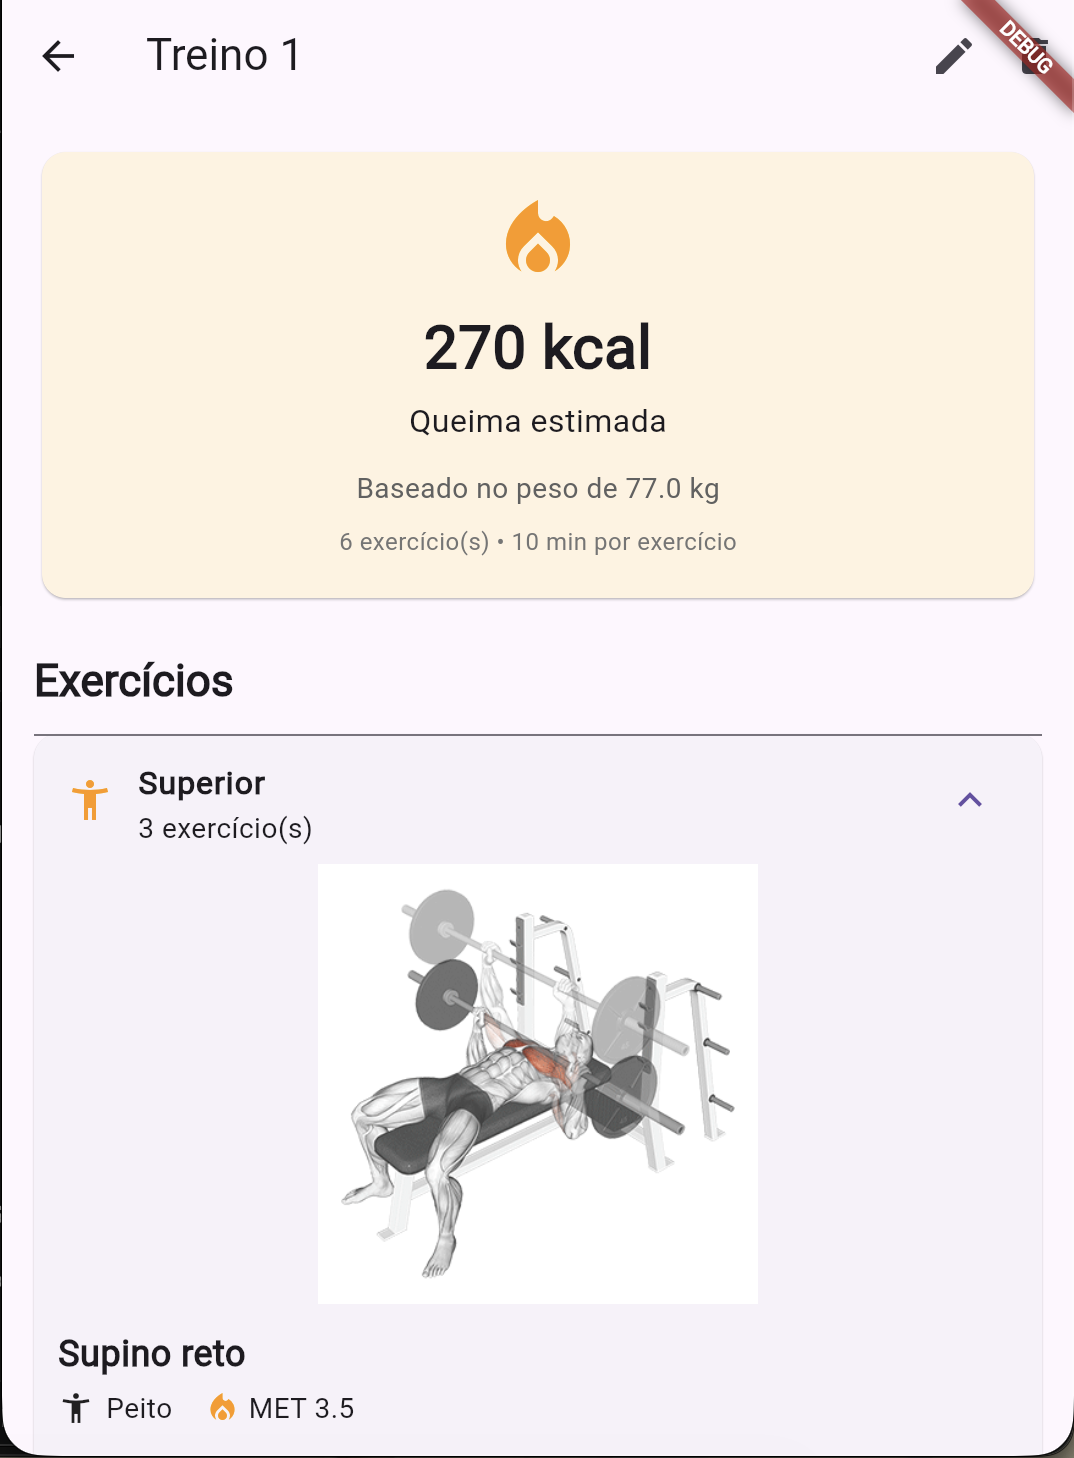 Treino 1
DEBUG
270 kcal
Queima estimada
Baseado no peso de 77.0 kg
6 exercício(s) • 10 min por exercício
Exercícios
Superior
3 exercício(s)
Supino reto
Peito MET 3.5